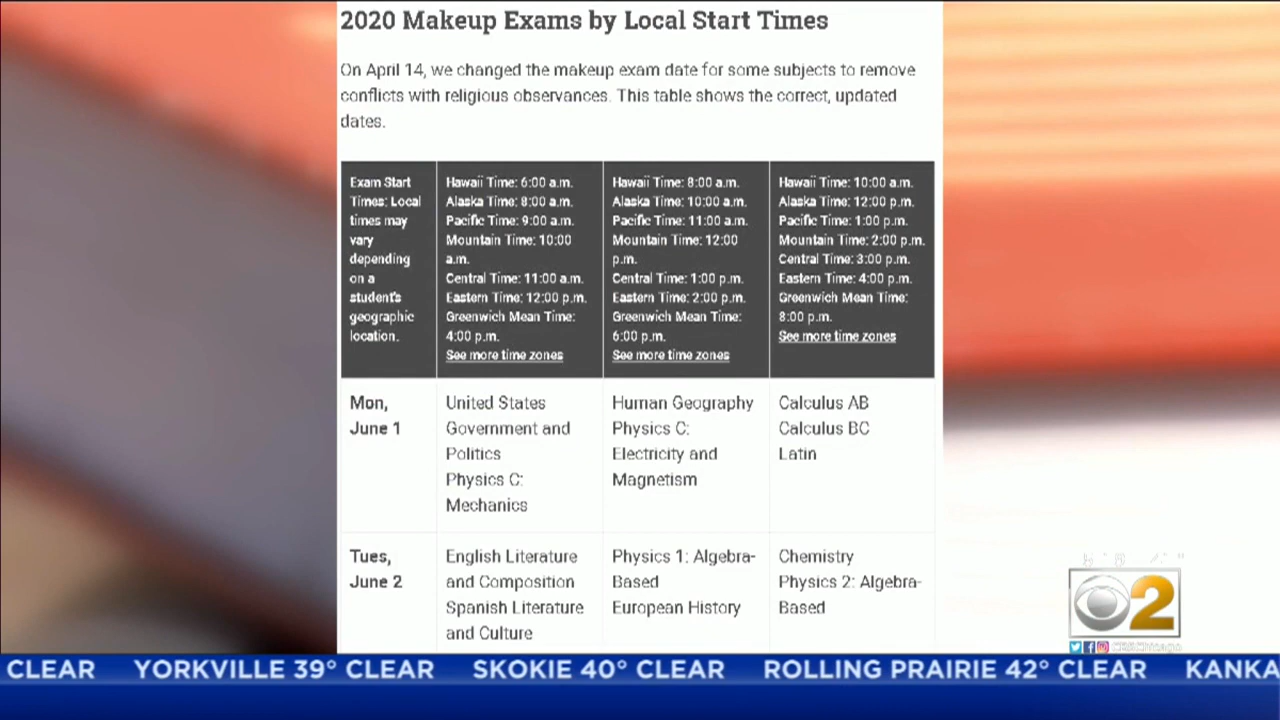 2020 Makeup Exams by Local Start Times
On April 14, we changed the makeup exam date for some subjects to remove
conflicts with religious observances. This table shows the correct, updated
dates.
Exam Start
Times: Local
times may
vary
depending
on a
student's
geographic
location.
Hawaii Time: 6:00 a.m.
Alaska Time: 8:00 a.m.
Pacific Time: 9:00 a.m.
Mountain Time: 10:00
a.m.
Central Time: 11:00 a.m.
Eastern Time: 12:00 p.m.
Greenwich Mean Time:
4:00 p.m.
See more time zones
Hawaii Time: 8:00 a.m.
Alaska Time: 10:00 a.m.
Pacific Time: 11:00 a.m.
Mountain Time: 12:00
p.m.
Central Time: 1:00 p.m.
Eastern Time: 2:00 p.m.
Greenwich Mean Time:
6:00 p.m.
See more time zones
Hawaii Time: 10:00 a.m.
Alaska Time: 12:00 p.m.
Pacific Time: 1:00 p.m.
Mountain Time: 2:00 p.m.
Central Time: 3:00 p.m.
Eastern Time: 4:00 p.m.
Greenwich Mean Time:
8:00 p.m.
See more time zones
Mon,
June 1
United States
Government and
Politics
Physics C:
Mechanics
Human Geography
Physics C:
Electricity and
Magnetism
Calculus AB
Calculus BC
Latin
Tues,
June 2
English Literature
and Composition
Spanish Literature
and Culture
Physics 1: Algebra-
Based
European History
Chemistry
Physics 2: Algebra-
Based
2
CLEAR YORKVILLE 39° CLEAR SKOKIE 40° CLEAR ROLLING PRAIRIE 42° CLEAR KANKA